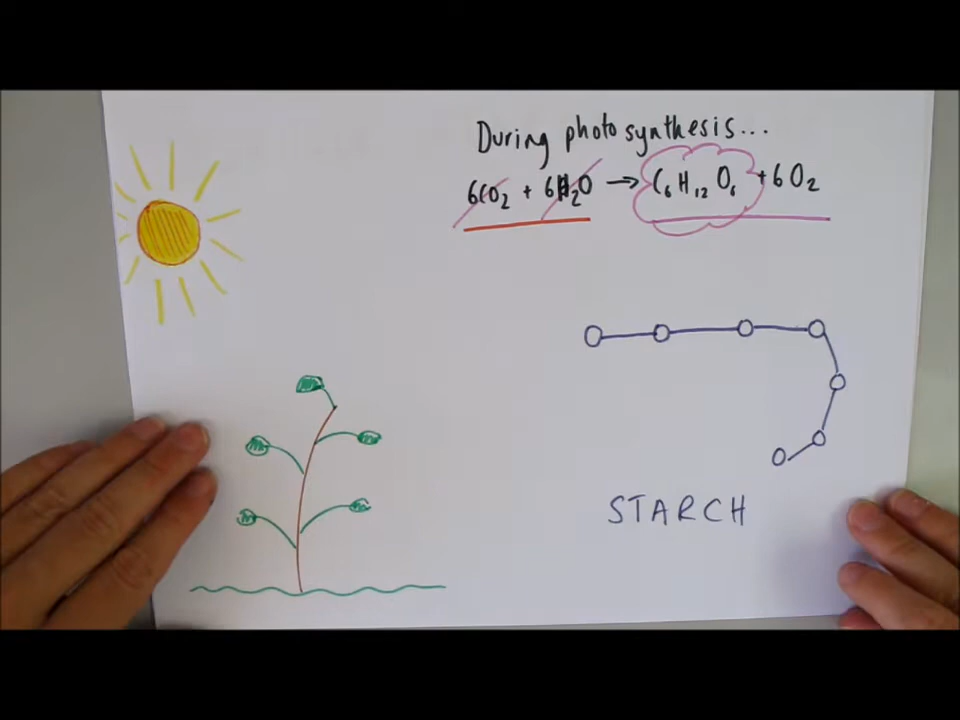 During photosynthesis...
6CO₂ + 6H₂O → C₆H₁₂O₆ + 6O₂
STARCH